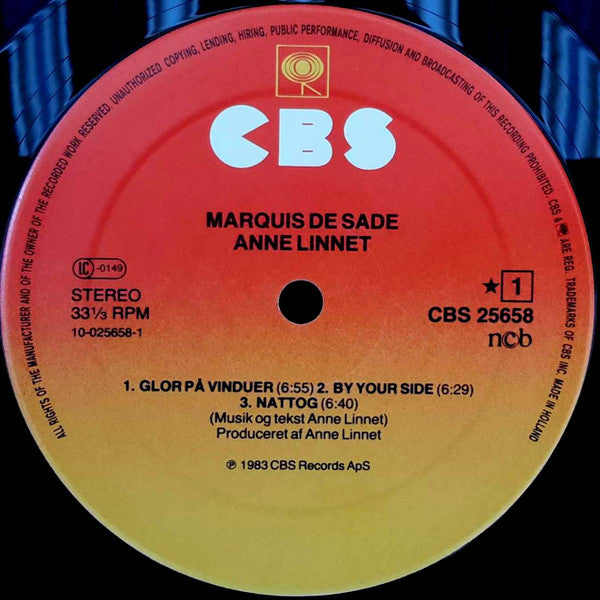 ALL RIGHTS OF THE MANUFACTURER AND OF THE OWNER OF THE RECORDED WORK RESERVED. UNAUTHORIZED COPYING, LENDING, HIRING, PUBLIC PERFORMANCE, DIFFUSION AND BROADCASTING OF THIS RECORDING PROHIBITED. CBS & ARE REG. TRADEMARKS OF CBS INC. MADE IN HOLLAND
CBS
MARQUIS DE SADE
ANNE LINNET
LC -0149
STEREO
33⅓ RPM
10-025658-1
★ 1
CBS 25658
ncb
1. GLOR PÅ VINDUER (6:55) 2. BY YOUR SIDE (6:29)
3. NATTOG (6:40)
(Musik og tekst Anne Linnet)
Produceret af Anne Linnet
℗ 1983 CBS Records ApS